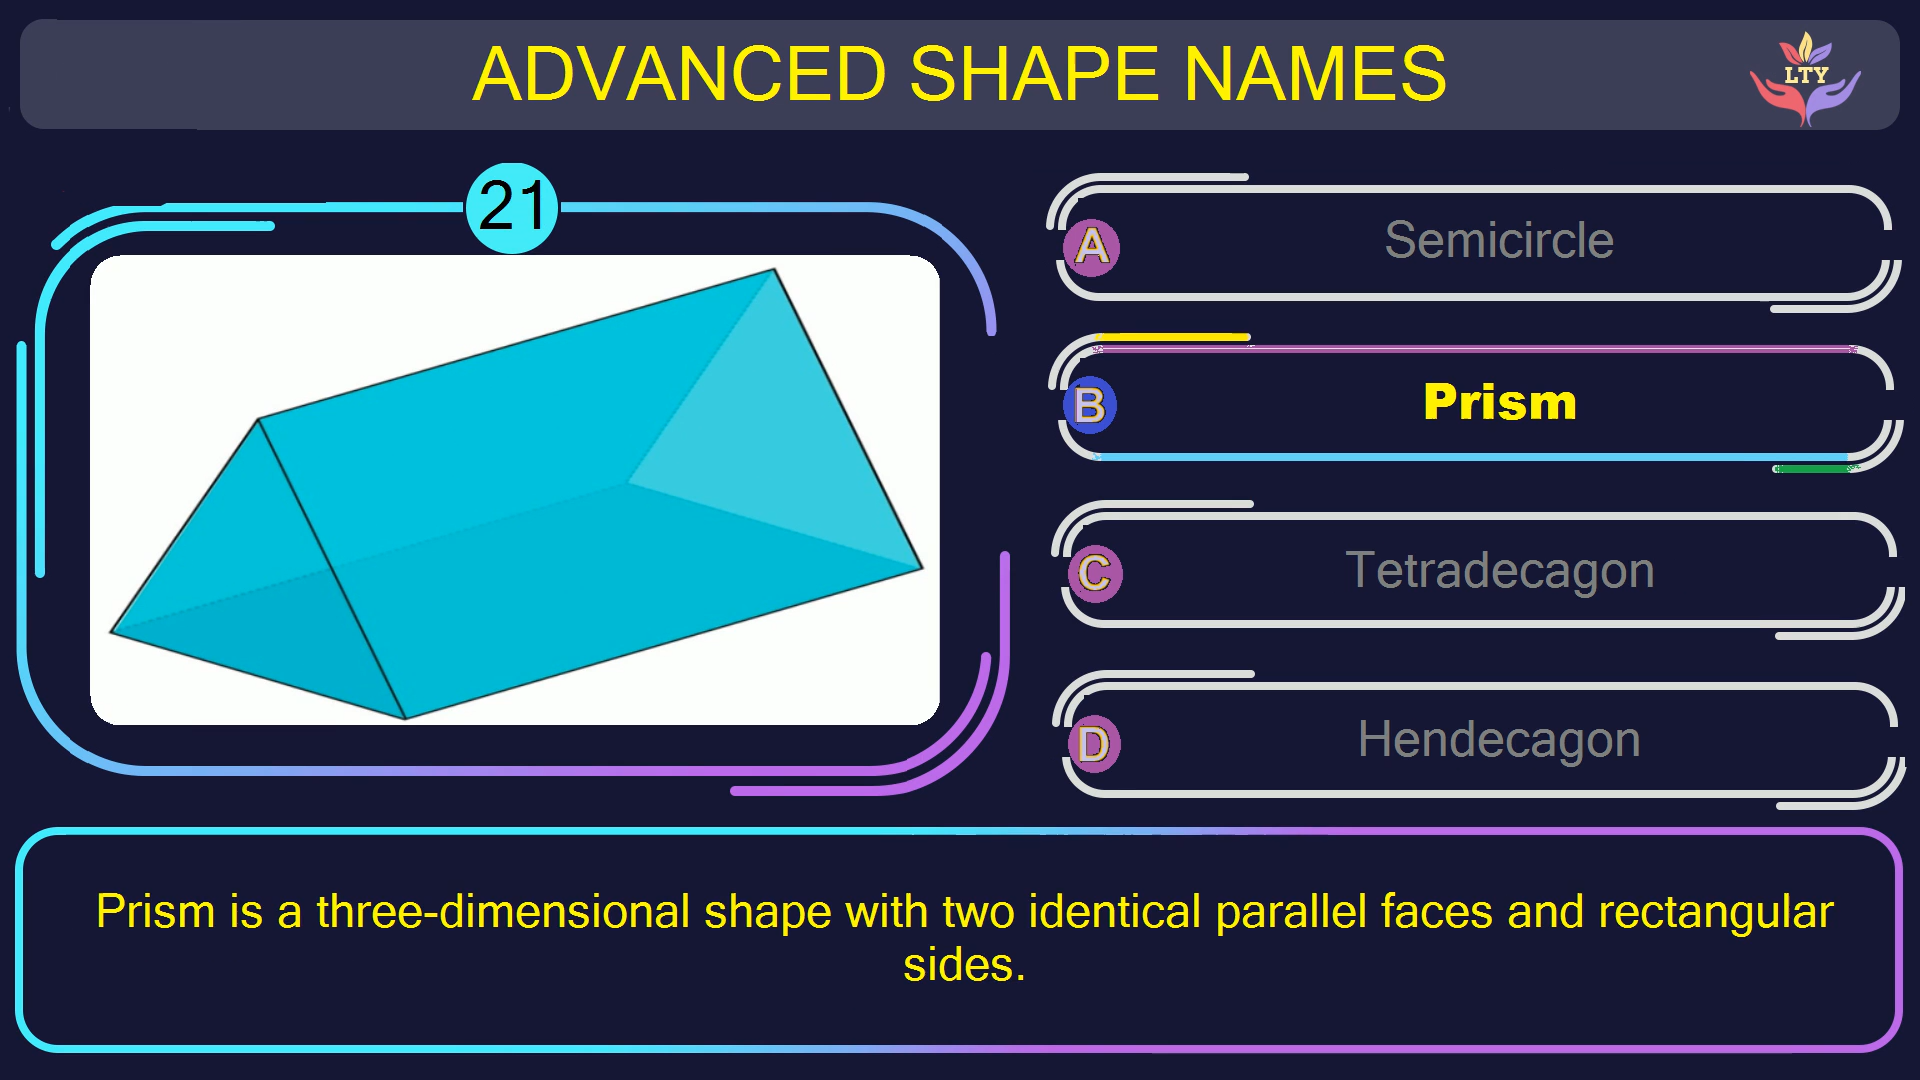 ADVANCED SHAPE NAMES
LTY
21
A Semicircle
B Prism
C Tetradecagon
D Hendecagon
Prism is a three-dimensional shape with two identical parallel faces and rectangular
sides.